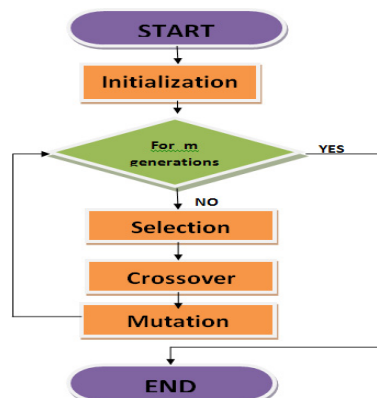 START
Initialization
For m
generations
YES
NO
Selection
Crossover
Mutation
END